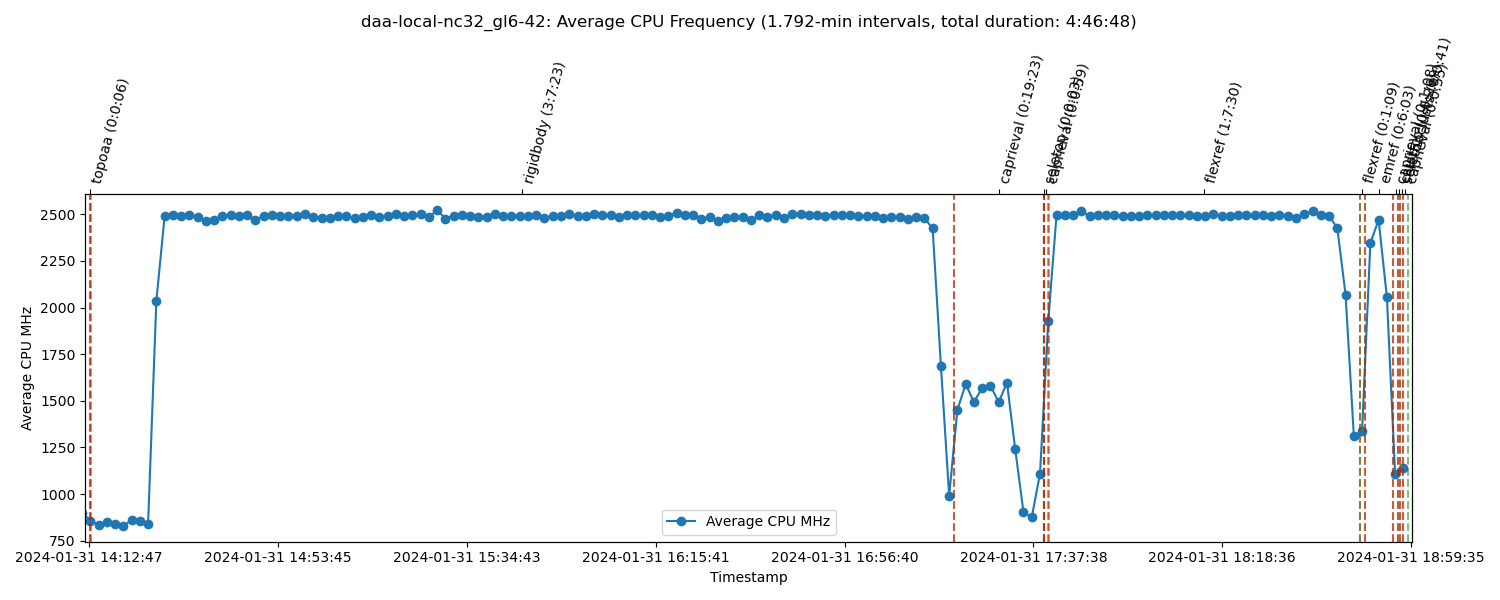 daa-local-nc32_gl6-42: Average CPU Frequency (1.792-min intervals, total duration: 4:46:48)
topoaa (0:0:06)
rigidbody (3:7:23)
caprieval (0:19:23)
caprieval (0:0:59)
flexref (1:7:30)
flexref (0:1:09)
emref (0:6:03)
2500
2250
2000
1750
1500
1250
1000
750
Average CPU MHz
Average CPU MHz
2024-01-31 14:12:47
2024-01-31 14:53:45
2024-01-31 15:34:43
2024-01-31 16:15:41
2024-01-31 16:56:40
2024-01-31 17:37:38
2024-01-31 18:18:36
2024-01-31 18:59:35
Timestamp